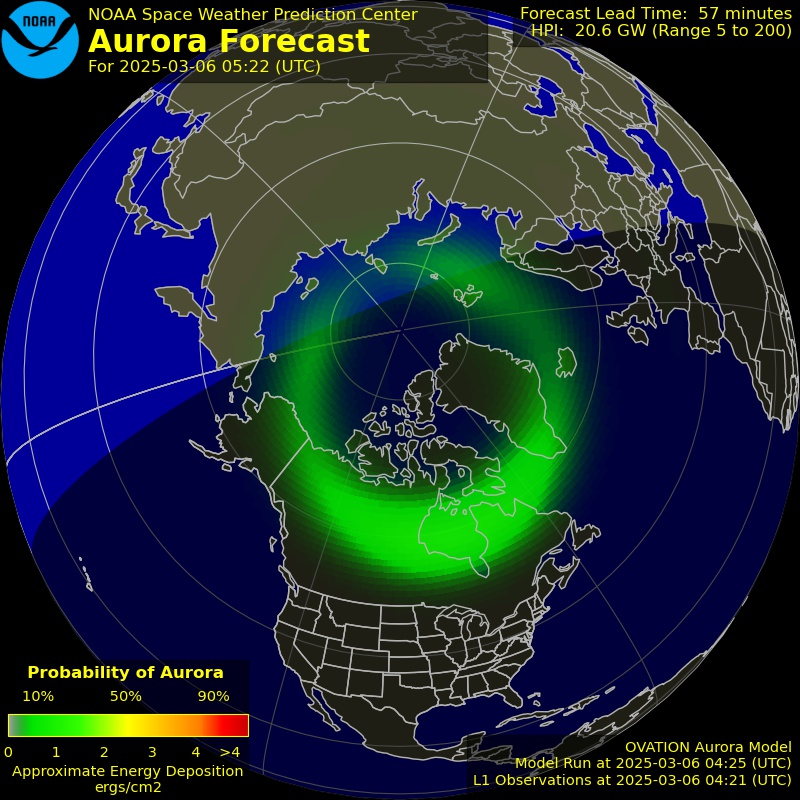 NOAA
NOAA Space Weather Prediction Center
Aurora Forecast
For 2025-03-06 05:22 (UTC)
Forecast Lead Time: 57 minutes
HPI: 20.6 GW (Range 5 to 200)
Probability of Aurora
10% 50% 90%
0 1 2 3 4 >4
Approximate Energy Deposition
ergs/cm2
OVATION Aurora Model
Model Run at 2025-03-06 04:25 (UTC)
L1 Observations at 2025-03-06 04:21 (UTC)